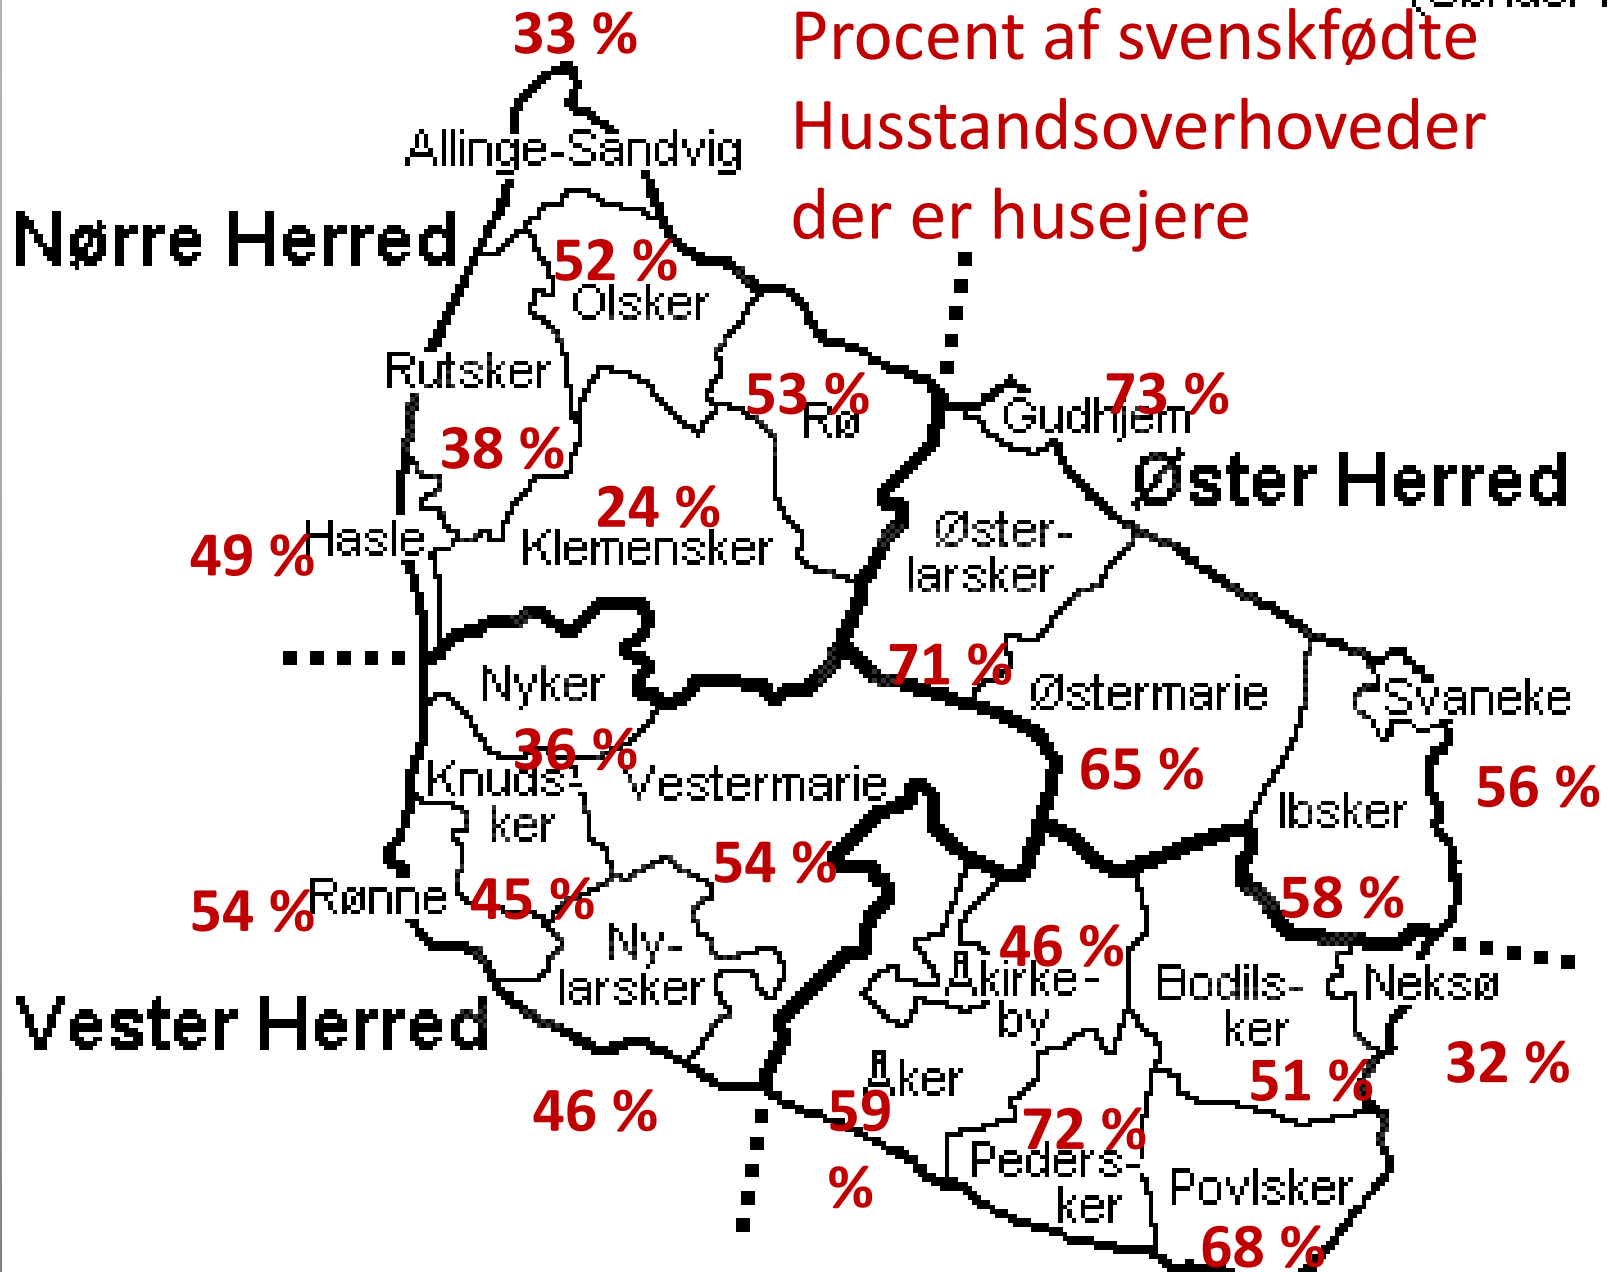 33 %
Procent af svenskfødte
Husstandsoverhoveder
der er husejere
Allinge-Sandvig
Nørre Herred
52 %
Olsker
Rutsker
38 %
53 %
Rø
73 %
Gudhjem
Øster Herred
24 %
Klemensker
49 %
Hasle
Øster-
larsker
71 %
Nyker
36 %
Østermarie
65 %
Svaneke
56 %
Knuds-
ker
45 %
Vestermarie
54 %
Ibsker
58 %
54 %
Rønne
Ny-
larsker
46 %
46 %
Åkirke-
by
Bodils-
ker
51 %
Neksø
32 %
Vester Herred
Åker
59
%
72 %
Peders-
ker
Povlsker
68 %